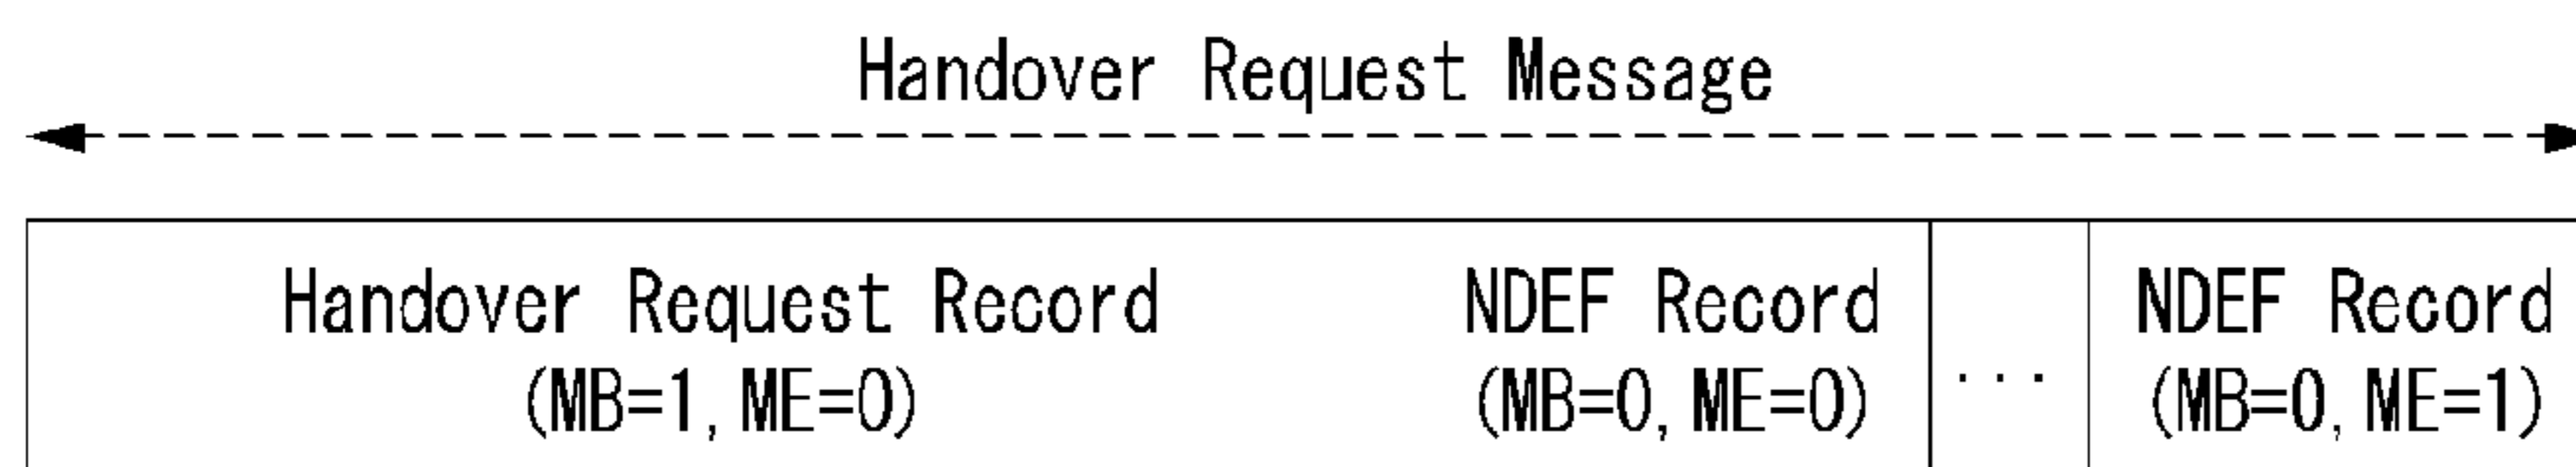 Handover Request Message
Handover Request Record NDEF Record ... NDEF Record
(MB=1, ME=0) (MB=0, ME=0) (MB=0, ME=1)